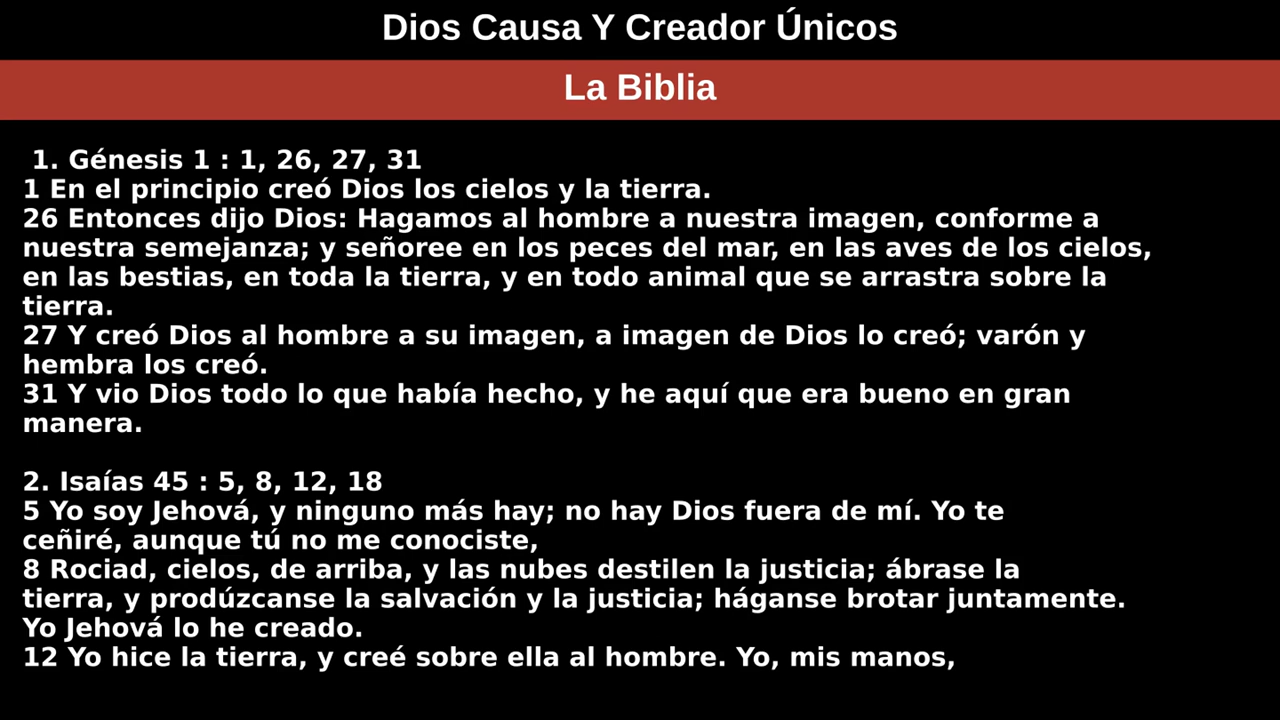 Dios Causa Y Creador Únicos
La Biblia
1. Génesis 1 : 1, 26, 27, 31
1 En el principio creó Dios los cielos y la tierra.
26 Entonces dijo Dios: Hagamos al hombre a nuestra imagen, conforme a
nuestra semejanza; y señoree en los peces del mar, en las aves de los cielos,
en las bestias, en toda la tierra, y en todo animal que se arrastra sobre la
tierra.
27 Y creó Dios al hombre a su imagen, a imagen de Dios lo creó; varón y
hembra los creó.
31 Y vio Dios todo lo que había hecho, y he aquí que era bueno en gran
manera.
2. Isaías 45 : 5, 8, 12, 18
5 Yo soy Jehová, y ninguno más hay; no hay Dios fuera de mí. Yo te
ceñiré, aunque tú no me conociste,
8 Rociad, cielos, de arriba, y las nubes destilen la justicia; ábrase la
tierra, y prodúzcanse la salvación y la justicia; háganse brotar juntamente.
Yo Jehová lo he creado.
12 Yo hice la tierra, y creé sobre ella al hombre. Yo, mis manos,